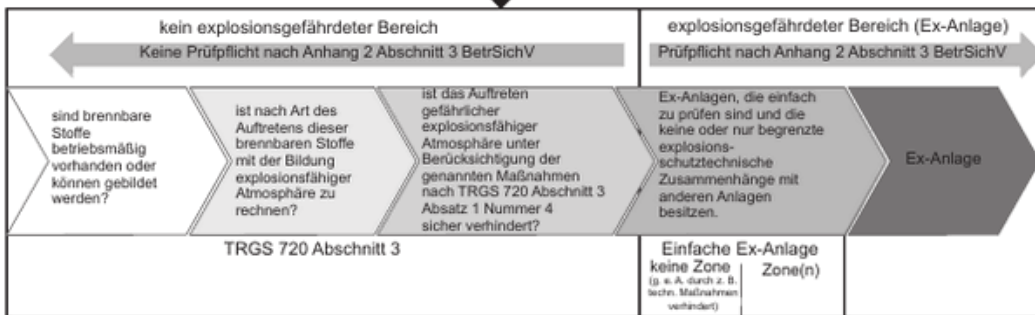 kein explosionsgefährdeter Bereich
explosionsgefährdeter Bereich (Ex-Anlage)
Keine Prüfpflicht nach Anhang 2 Abschnitt 3 BetrSichV
Prüfpflicht nach Anhang 2 Abschnitt 3 BetrSichV
sind brennbare
Stoffe
betriebsmäßig
vorhanden oder
können gebildet
werden?
ist nach Art des
Auftretens dieser
brennbaren Stoffe
mit der Bildung
explosionsfähiger
Atmosphäre zu
rechnen?
ist das Auftreten
gefährlicher
explosionsfähiger
Atmosphäre unter
Berücksichtigung der
genannten Maßnahmen
nach TRGS 720 Abschnitt 3
Absatz 1 Nummer 4
sicher verhindert?
Ex-Anlagen, die einfach
zu prüfen sind und die
keine oder nur begrenzte
explosions-
schutztechnische
Zusammenhänge mit
anderen Anlagen
besitzen.
Ex-Anlage
TRGS 720 Abschnitt 3
Einfache Ex-Anlage
keine Zone
(g. e. A. durch z. B.
techn. Maßnahmen
verhindert)
Zone(n)